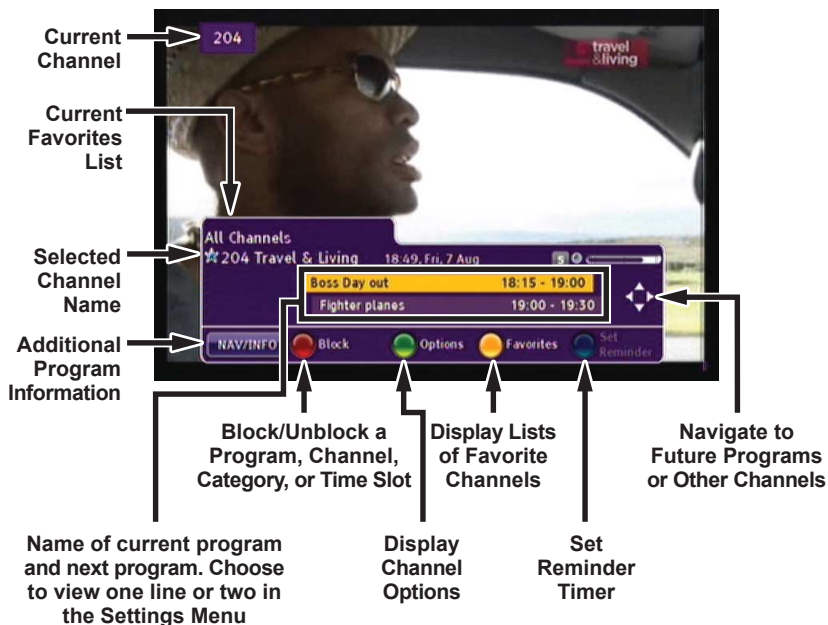 Current
Channel
204
travel
&living
Current
Favorites
List
All Channels
Selected
Channel
Name
204 Travel & Living 18:49, Fri, 7 Aug S
Boss Day out 18:15 - 19:00
Fighter planes 19:00 - 19:30
Additional
Program
Information
NAV/INFO Block Options Favorites Set
Reminder
Block/Unblock a
Program, Channel,
Category, or Time Slot
Display Lists
of Favorite
Channels
Navigate to
Future Programs
or Other Channels
Name of current program
and next program. Choose
to view one line or two in
the Settings Menu
Display
Channel
Options
Set
Reminder
Timer